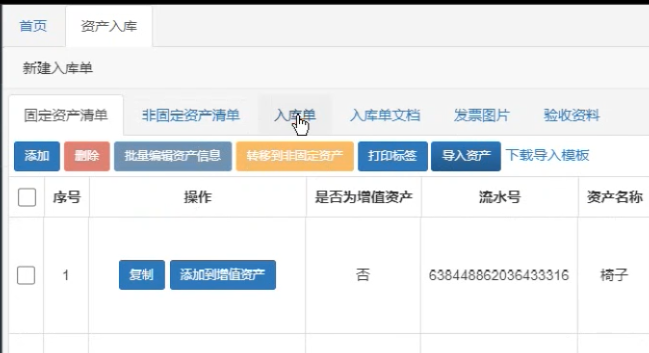 首页 资产入库
新建入库单
固定资产清单 非固定资产清单 入库单 入库单文档 发票图片 验收资料
添加 删除 批量编辑资产信息 转移到非固定资产 打印标签 导入资产 下载导入模板
序号 操作 是否为增值资产 流水号 资产名称
1 复制 添加到增值资产 否 638448862036433316 椅子